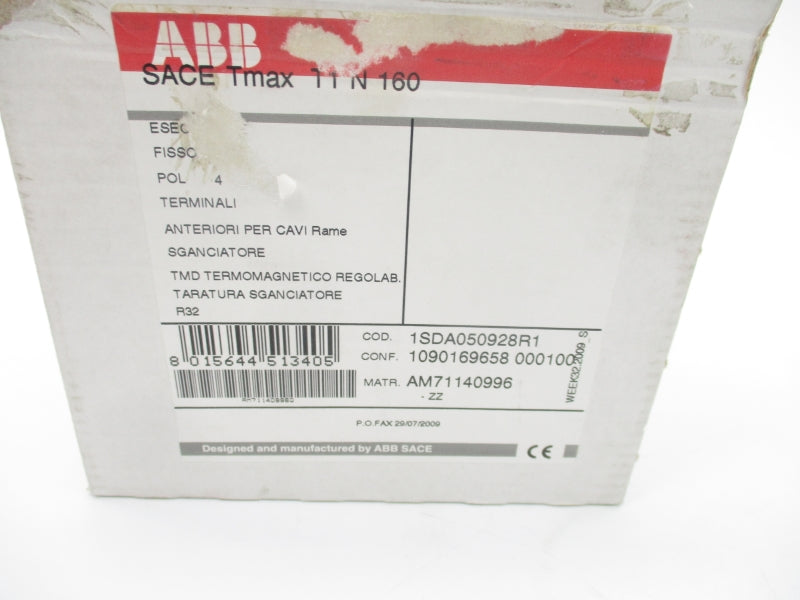 ABB
SACE Tmax T1 N 160
FISSO
POL 4
TERMINALI
ANTERIORI PER CAVI Rame
SGANCIATORE
TMD TERMOMAGNETICO REGOLAB.
TARATURA SGANCIATORE
R32
COD. 1SDA050928R1
8 015644 513405
CONF. 1090169658 000100
MATR. AM71140996
- ZZ
AM71140996
WEEK32.2009_S
P.O.FAX 29/07/2009
Designed and manufactured by ABB SACE CE